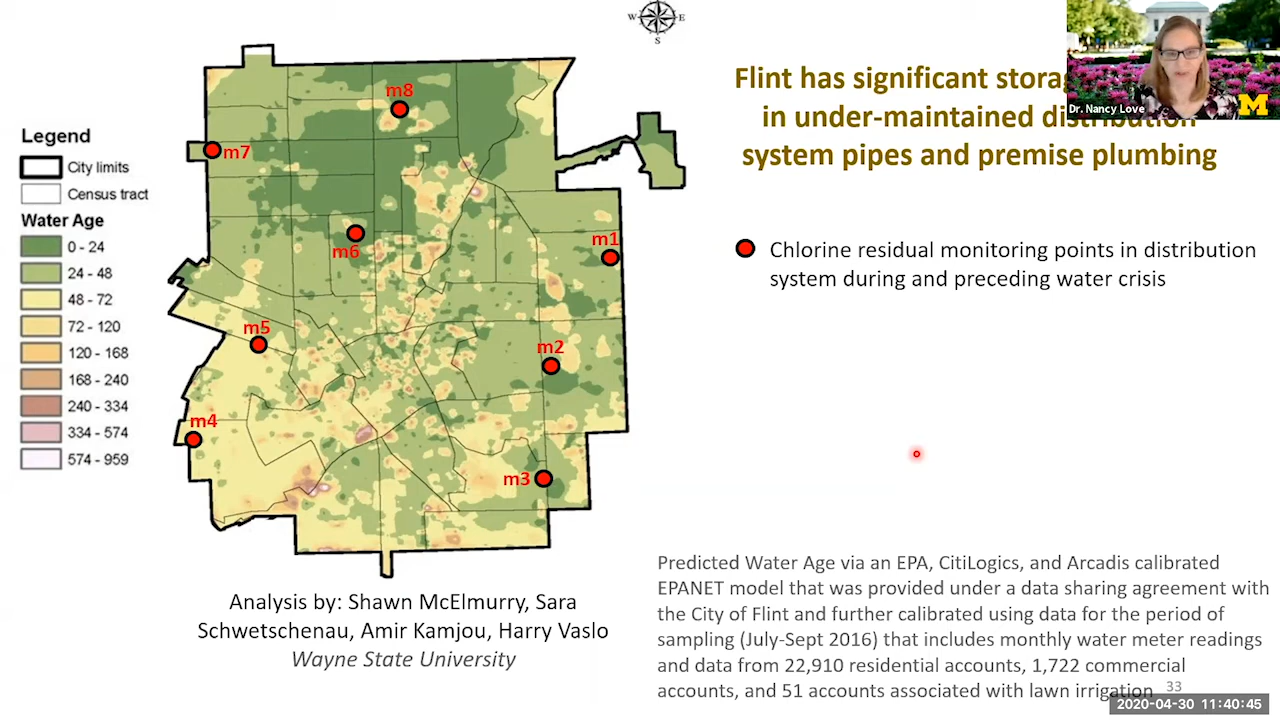 W
E
S
Flint has significant storag
in under-maintained distribution
system pipes and premise plumbing
Dr. Nancy Love
M
Legend
City limits
Census tract
Water Age
0 - 24
24 - 48
48 - 72
72 - 120
120 - 168
168 - 240
240 - 334
334 - 574
574 - 959
m8
m7
m6
m1
m5
m2
m4
m3
Chlorine residual monitoring points in distribution
system during and preceding water crisis
Analysis by: Shawn McElmurry, Sara
Schwetschenau, Amir Kamjou, Harry Vaslo
Wayne State University
Predicted Water Age via an EPA, CitiLogics, and Arcadis calibrated
EPANET model that was provided under a data sharing agreement with
the City of Flint and further calibrated using data for the period of
sampling (July-Sept 2016) that includes monthly water meter readings
and data from 22,910 residential accounts, 1,722 commercial
accounts, and 51 accounts associated with lawn irrigation
33
2020-04-30 11:40:45